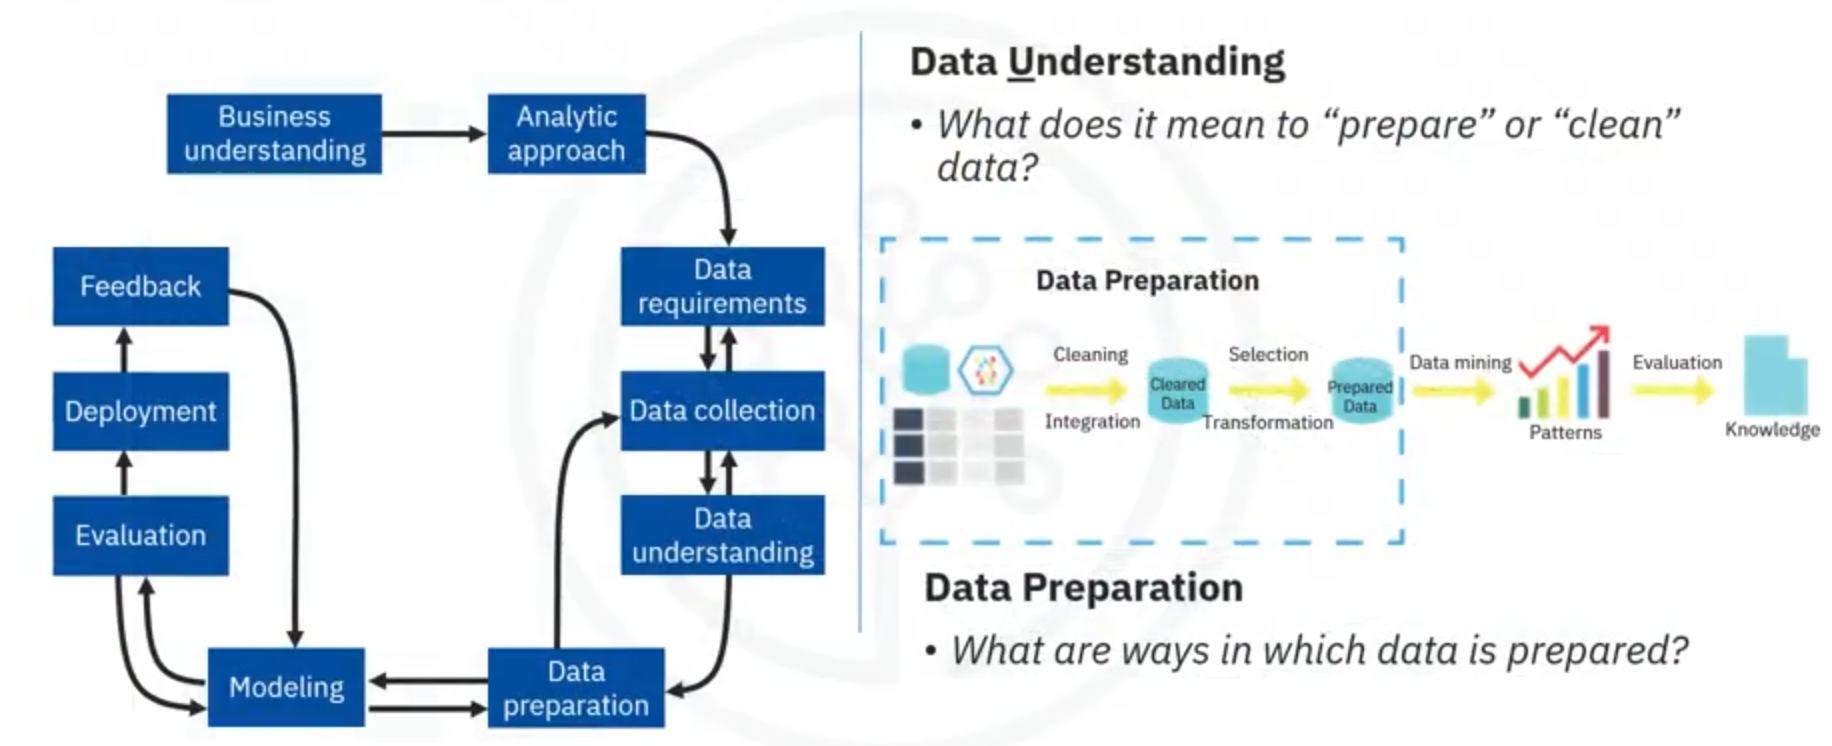 Business
understanding
Analytic
approach
Data
requirements
Data collection
Data
understanding
Data
preparation
Modeling
Evaluation
Deployment
Feedback
Data Understanding
• What does it mean to “prepare” or “clean”
data?
Data Preparation
Cleaning
Integration
Cleared
Data
Selection
Transformation
Prepared
Data
Data mining
Patterns
Evaluation
Knowledge
Data Preparation
• What are ways in which data is prepared?